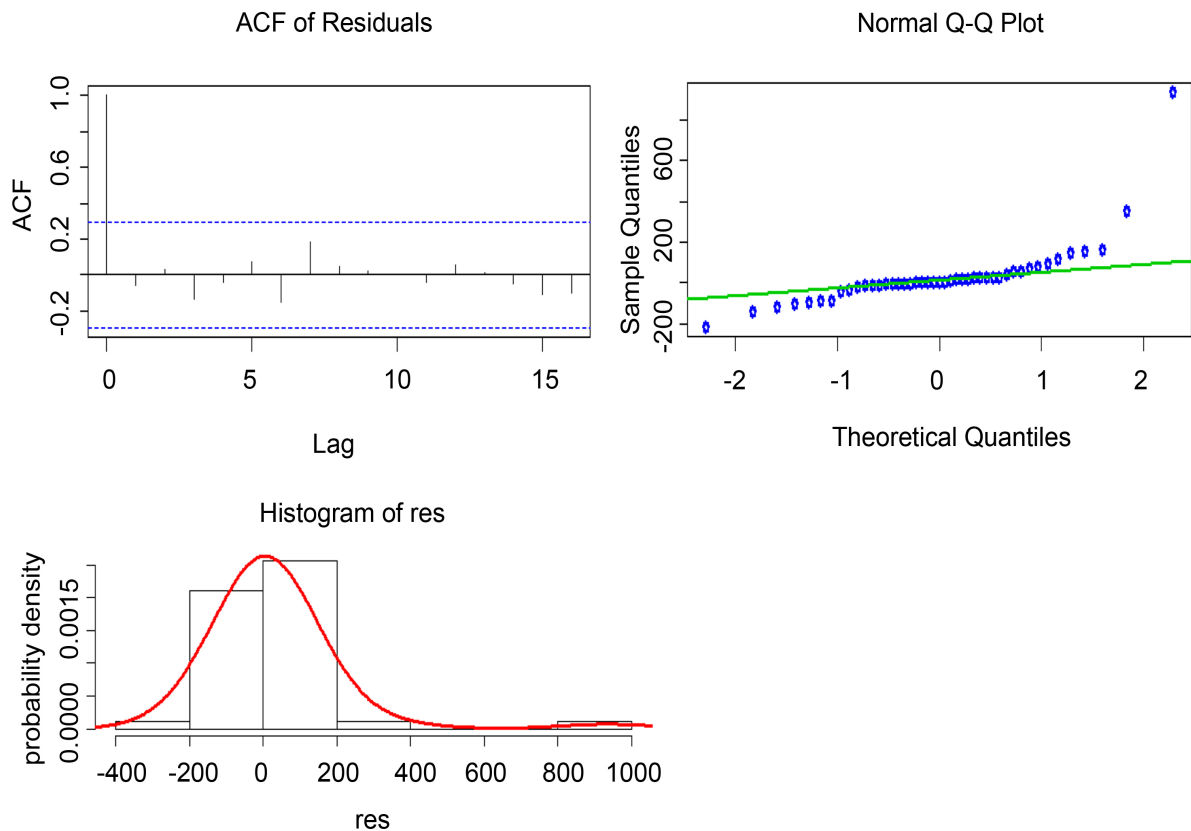 ACF of Residuals
ACF
1.0
0.6
0.2
-0.2
0 5 10 15
Lag
Normal Q-Q Plot
Sample Quantiles
600
200
-200
-2 -1 0 1 2
Theoretical Quantiles
Histogram of res
probability density
0.0015
0.0000
-400 -200 0 200 400 600 800 1000
res